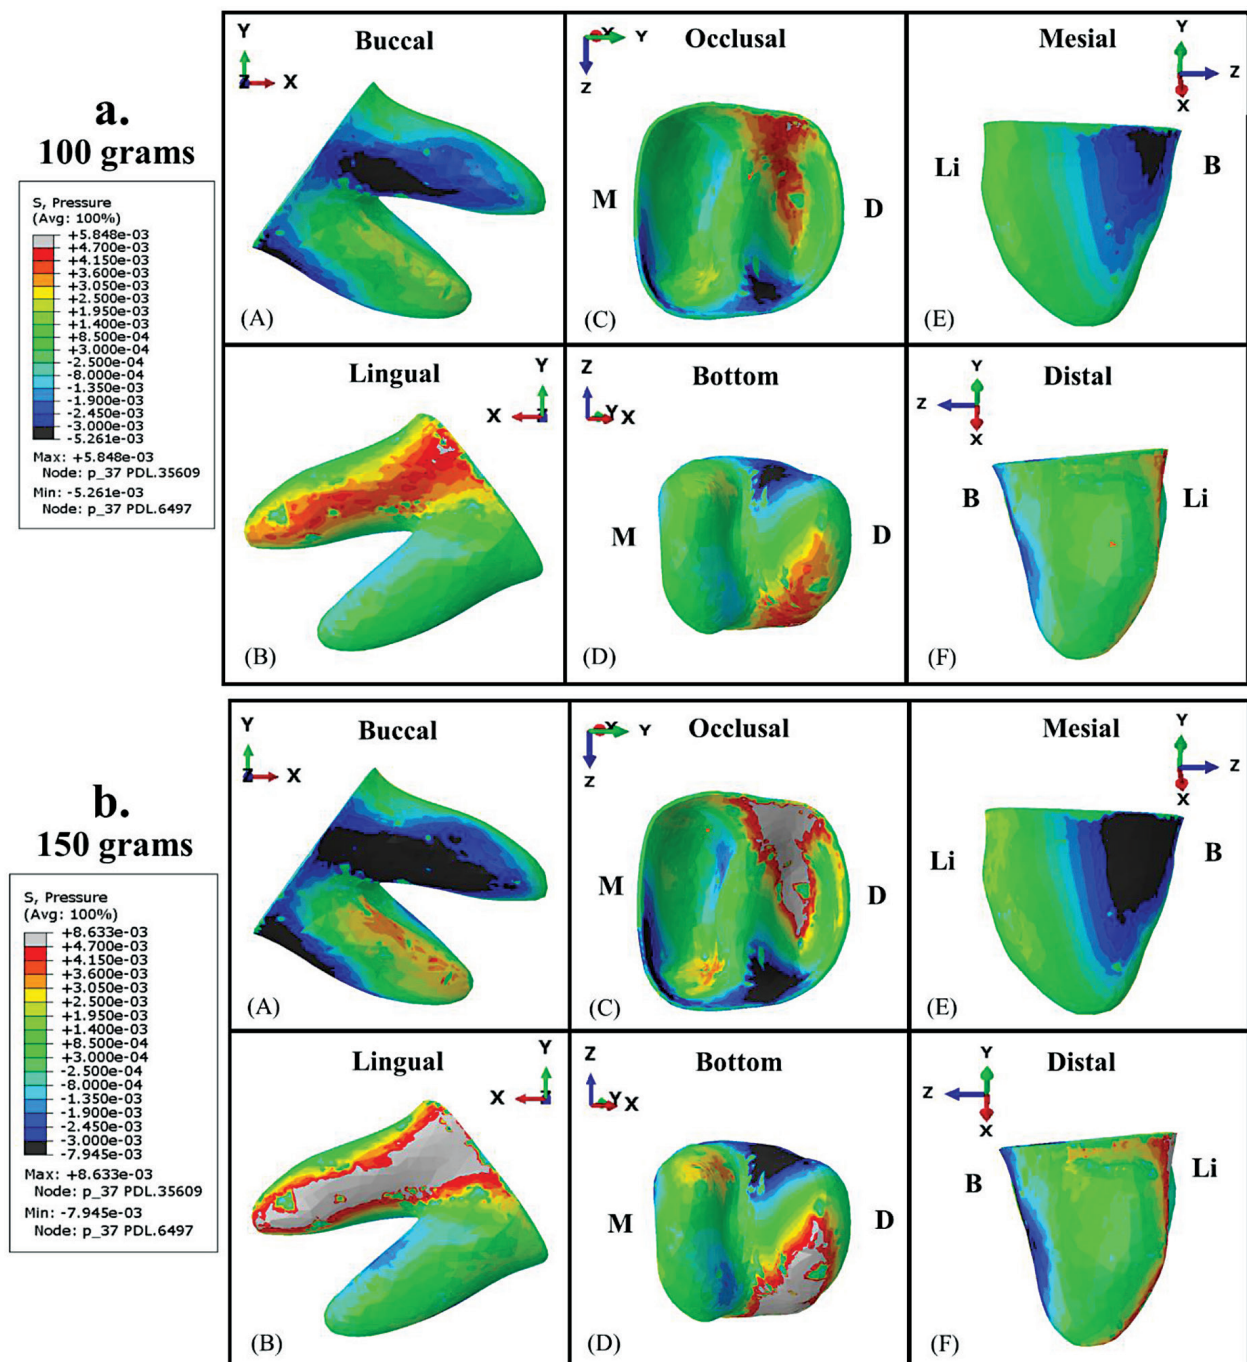 a.
100 grams
S, Pressure
(Avg: 100%)
+5.848e-03
+4.700e-03
+4.150e-03
+3.600e-03
+3.050e-03
+2.500e-03
+1.950e-03
+1.400e-03
+8.500e-04
+3.000e-04
-2.500e-04
-8.000e-04
-1.350e-03
-1.900e-03
-2.450e-03
-3.000e-03
-5.261e-03
Max: +5.848e-03
Node: p_37 PDL.35609
Min: -5.261e-03
Node: p_37 PDL.6497
Buccal
Y
Z X
(A)
Occlusal
X Y
Z
M D
(C)
Mesial
Y
Z
X
Li B
(E)
Lingual
Y
X Z
(B)
Bottom
Z
Y X
M D
(D)
Distal
Y
Z
X
B Li
(F)
b.
150 grams
S, Pressure
(Avg: 100%)
+8.633e-03
+4.700e-03
+4.150e-03
+3.600e-03
+3.050e-03
+2.500e-03
+1.950e-03
+1.400e-03
+8.500e-04
+3.000e-04
-2.500e-04
-8.000e-04
-1.350e-03
-1.900e-03
-2.450e-03
-3.000e-03
-7.945e-03
Max: +8.633e-03
Node: p_37 PDL.35609
Min: -7.945e-03
Node: p_37 PDL.6497
Buccal
Y
Z X
(A)
Occlusal
X Y
Z
M D
(C)
Mesial
Y
Z
X
Li B
(E)
Lingual
Y
X Z
(B)
Bottom
Z
Y X
M D
(D)
Distal
Y
Z
X
B Li
(F)